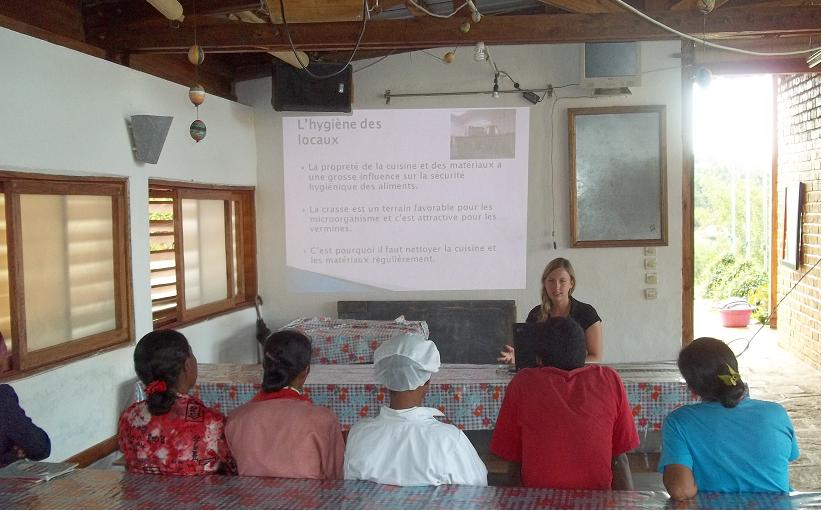 L'hygiène des
locaux
La propreté de la cuisine et des matériaux a
une grosse influence sur la sécurité
hygiénique des aliments.
La crasse est un terrain favorable pour les
microorganisme et c'est attractive pour les
vermines.
C'est pourquoi il faut nettoyer la cuisine et
les matériaux régulièrement.